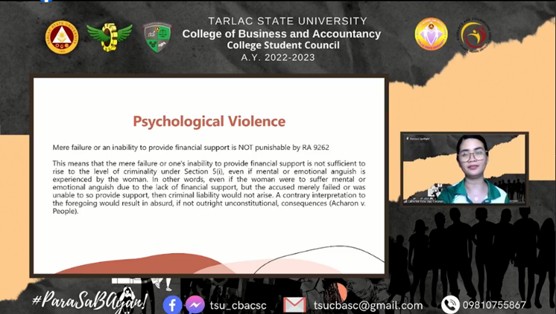 TARLAC STATE UNIVERSITY
College of Business and Accountancy
College Student Council
A.Y. 2022-2023
Psychological Violence
Mere failure or an inability to provide financial support is NOT punishable by RA 9262
This means that the mere failure or one's inability to provide financial support is not sufficient to
rise to the level of criminality under Section 5(i), even if mental or emotional anguish is
experienced by the woman. In other words, even if the woman were to suffer mental or
emotional anguish due to the lack of financial support, but the accused merely failed or was
unable to so provide support, then criminal liability would not arise. A contrary interpretation to
the foregoing would result in absurd, if not outright unconstitutional, consequences (Acharon v.
People).
#ParaSaBAyan!
tsu_cbacsc
tsucbasc@gmail.com
09810755867